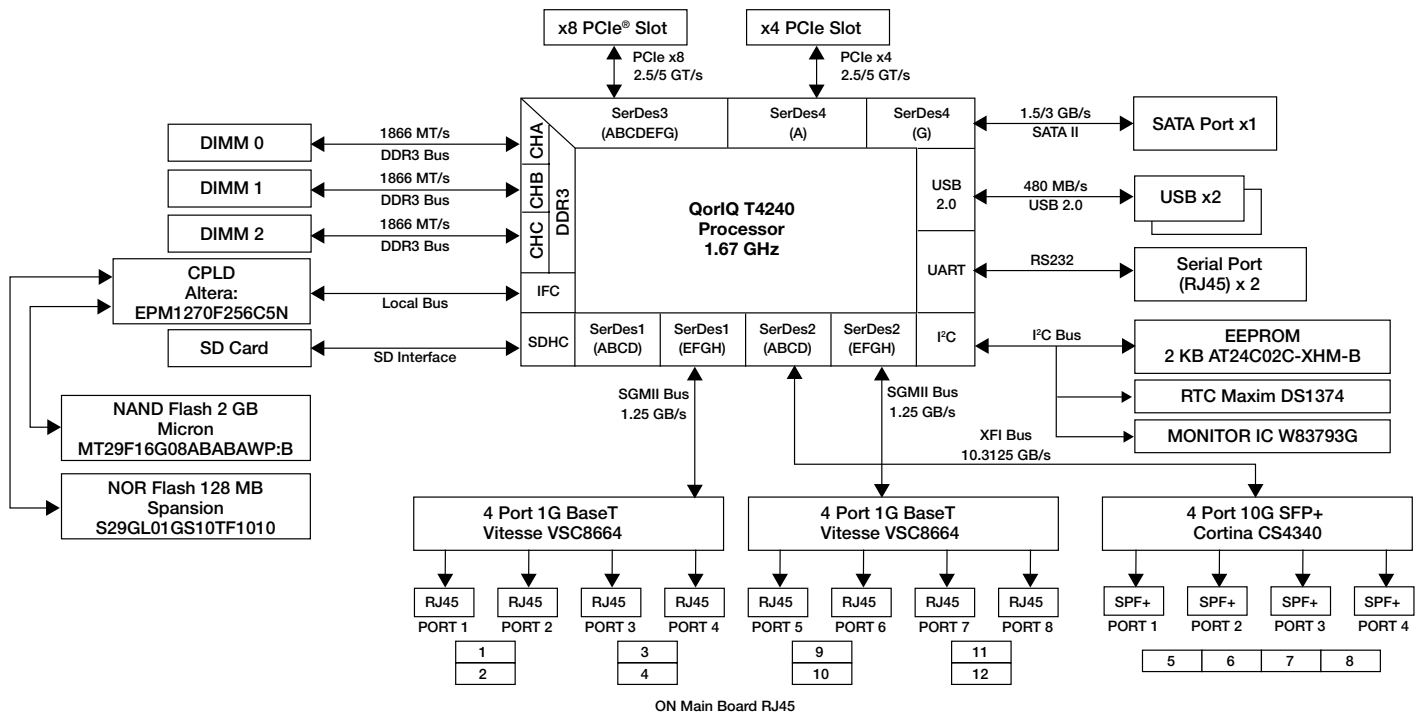 x8 PCIe® Slot
x4 PCIe Slot
PCIe x8
2.5/5 GT/s
PCIe x4
2.5/5 GT/s
SerDes3
(ABCDEFG)
SerDes4
(A)
SerDes4
(G)
1.5/3 GB/s
SATA II
SATA Port x1
DIMM 0
1866 MT/s
DDR3 Bus
CHA
DIMM 1
1866 MT/s
DDR3 Bus
CHB
DIMM 2
1866 MT/s
DDR3 Bus
CHC
DDR3
QorIQ T4240
Processor
1.67 GHz
USB
2.0
480 MB/s
USB 2.0
USB x2
UART
RS232
Serial Port
(RJ45) x 2
CPLD
Altera:
EPM1270F256C5N
Local Bus
IFC
SD Card
SD Interface
SDHC
SerDes1
(ABCD)
SerDes1
(EFGH)
SerDes2
(ABCD)
SerDes2
(EFGH)
I²C
I²C Bus
EEPROM
2 KB AT24C02C-XHM-B
RTC Maxim DS1374
MONITOR IC W83793G
SGMII Bus
1.25 GB/s
SGMII Bus
1.25 GB/s
XFI Bus
10.3125 GB/s
NAND Flash 2 GB
Micron
MT29F16G08ABABAWP:B
NOR Flash 128 MB
Spansion
S29GL01GS10TF1010
4 Port 1G BaseT
Vitesse VSC8664
4 Port 1G BaseT
Vitesse VSC8664
4 Port 10G SFP+
Cortina CS4340
RJ45
RJ45
RJ45
RJ45
RJ45
RJ45
RJ45
RJ45
SPF+
SPF+
SPF+
SPF+
PORT 1
PORT 2
PORT 3
PORT 4
PORT 5
PORT 6
PORT 7
PORT 8
PORT 1
PORT 2
PORT 3
PORT 4
1
2
3
4
9
10
11
12
5
6
7
8
ON Main Board RJ45